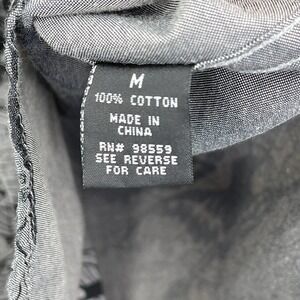 M
100% COTTON
MADE IN
CHINA
RN# 98559
SEE REVERSE
FOR CARE